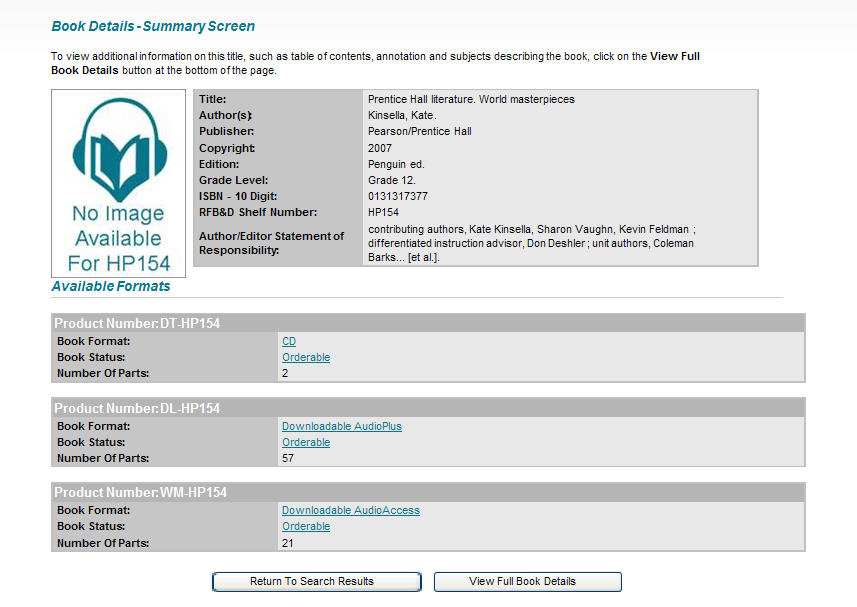 Book Details - Summary Screen
To view additional information on this title, such as table of contents, annotation and subjects describing the book, click on the View Full
Book Details button at the bottom of the page.
No Image
Available
For HP154
Title: Prentice Hall literature. World masterpieces
Author(s): Kinsella, Kate.
Publisher: Pearson/Prentice Hall
Copyright: 2007
Edition: Penguin ed.
Grade Level: Grade 12.
ISBN - 10 Digit: 0131317377
RFB&D Shelf Number: HP154
Author/Editor Statement of
Responsibility:
contributing authors, Kate Kinsella, Sharon Vaughn, Kevin Feldman ;
differentiated instruction advisor, Don Deshler ; unit authors, Coleman
Barks... [et al.].
Available Formats
Product Number: DT-HP154
Book Format: CD
Book Status: Orderable
Number Of Parts: 2
Product Number: DL-HP154
Book Format: Downloadable AudioPlus
Book Status: Orderable
Number Of Parts: 57
Product Number: WM-HP154
Book Format: Downloadable AudioAccess
Book Status: Orderable
Number Of Parts: 21
Return To Search Results View Full Book Details